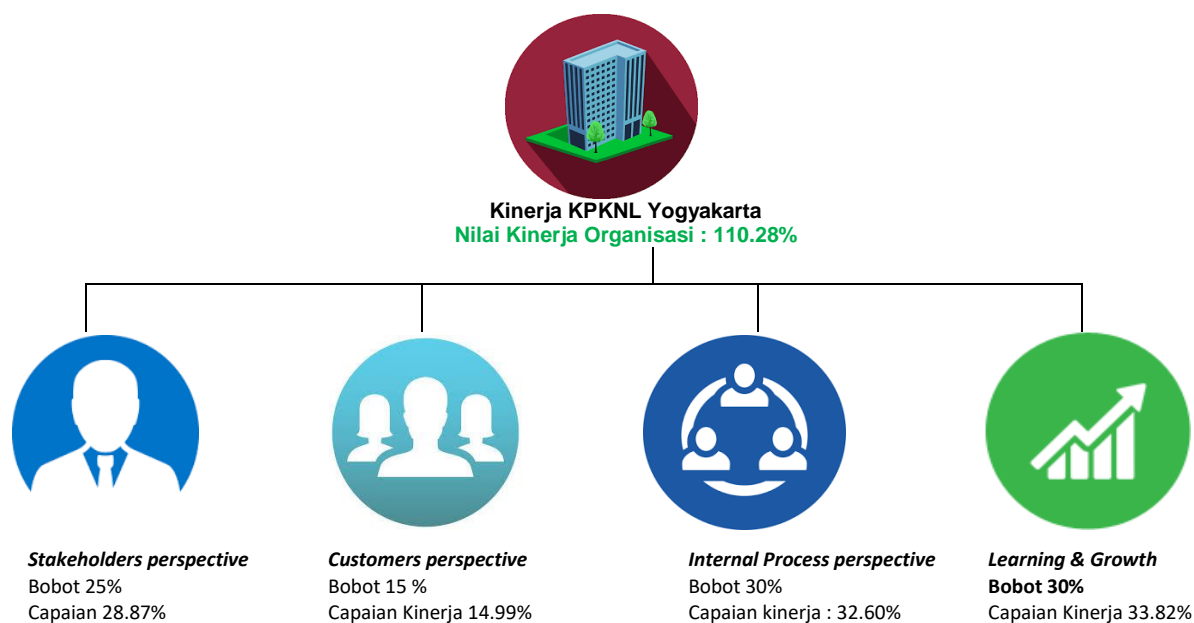 Kinerja KPKNL Yogyakarta
Nilai Kinerja Organisasi : 110.28%
Stakeholders perspective
Bobot 25%
Capaian 28.87%
Customers perspective
Bobot 15 %
Capaian Kinerja 14.99%
Internal Process perspective
Bobot 30%
Capaian kinerja : 32.60%
Learning & Growth
Bobot 30%
Capaian Kinerja 33.82%